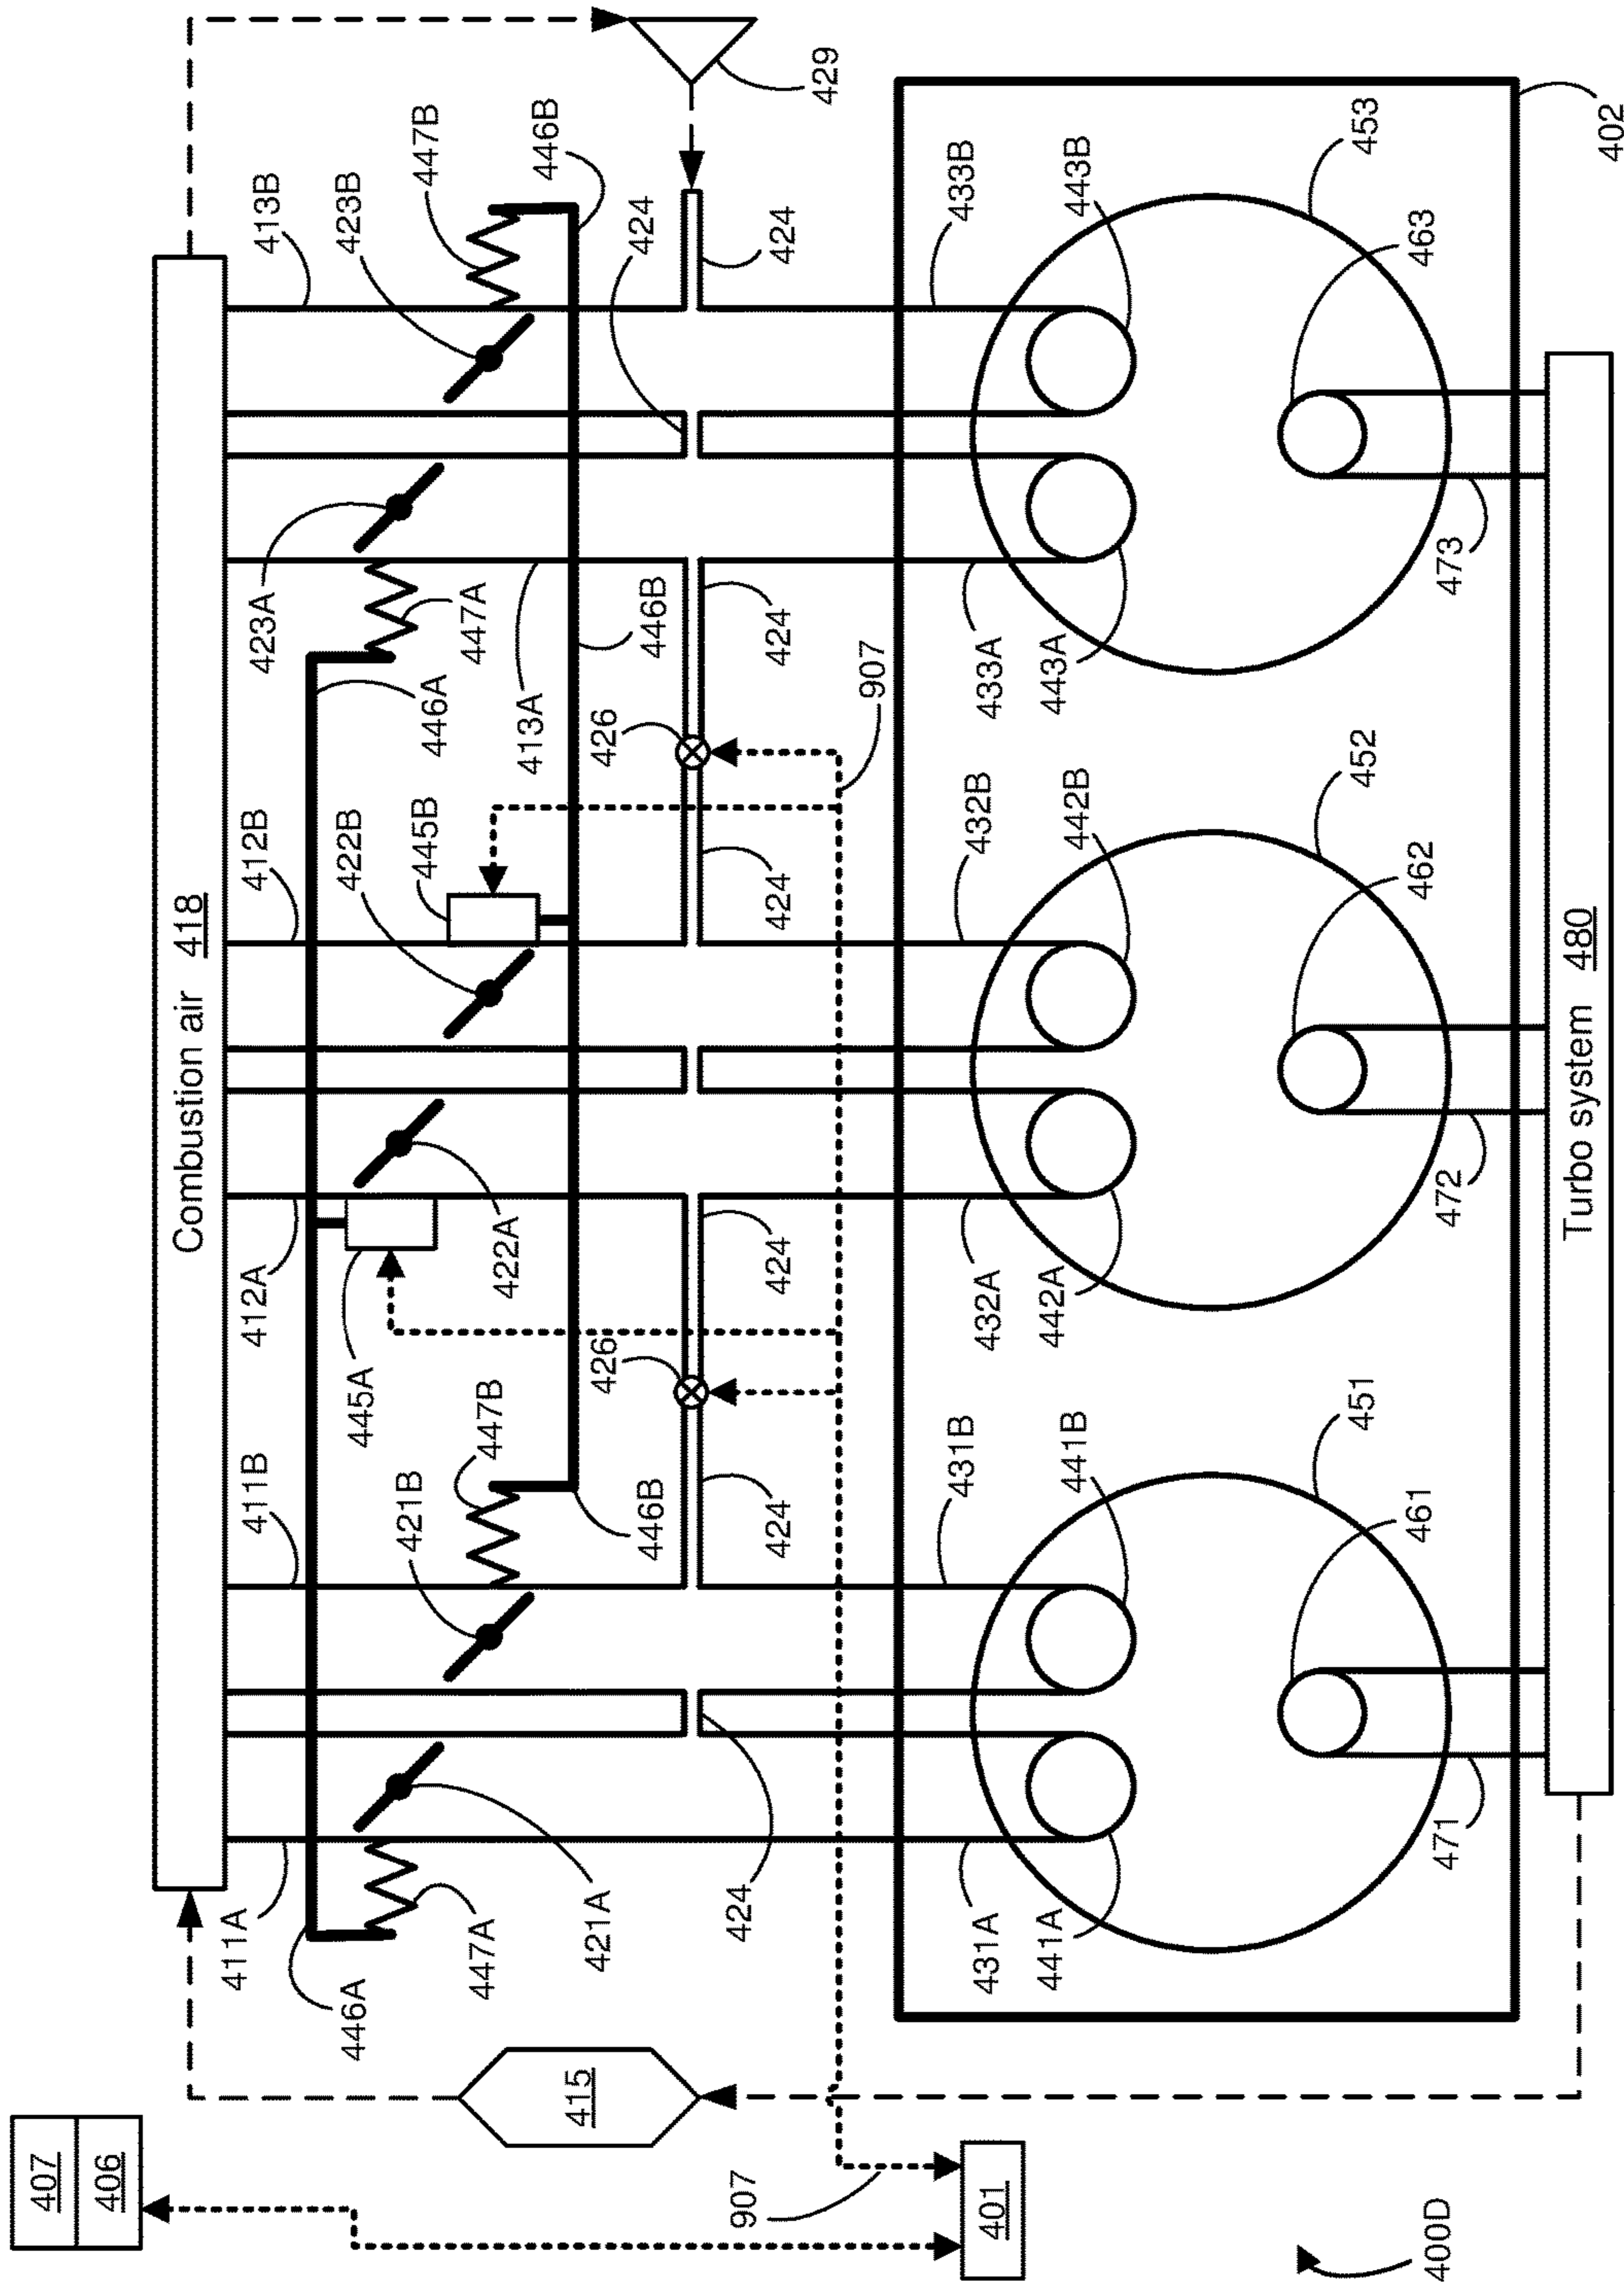 407
406
Combustion air 418
411A
411B
412A
412B
413B
423A
446A
445A
422B
423B
421B
445B
446A
447B
447A
447B
422A
447A
413A
446B
415
421A
426
426
446B
446B
424
907
424
424
424
424
424
424
429
907
431B
432B
433B
401
431A
432A
433A
441A
442A
443A
441B
442B
443B
451
452
453
461
462
463
400D
471
472
473
Turbo system 480
402